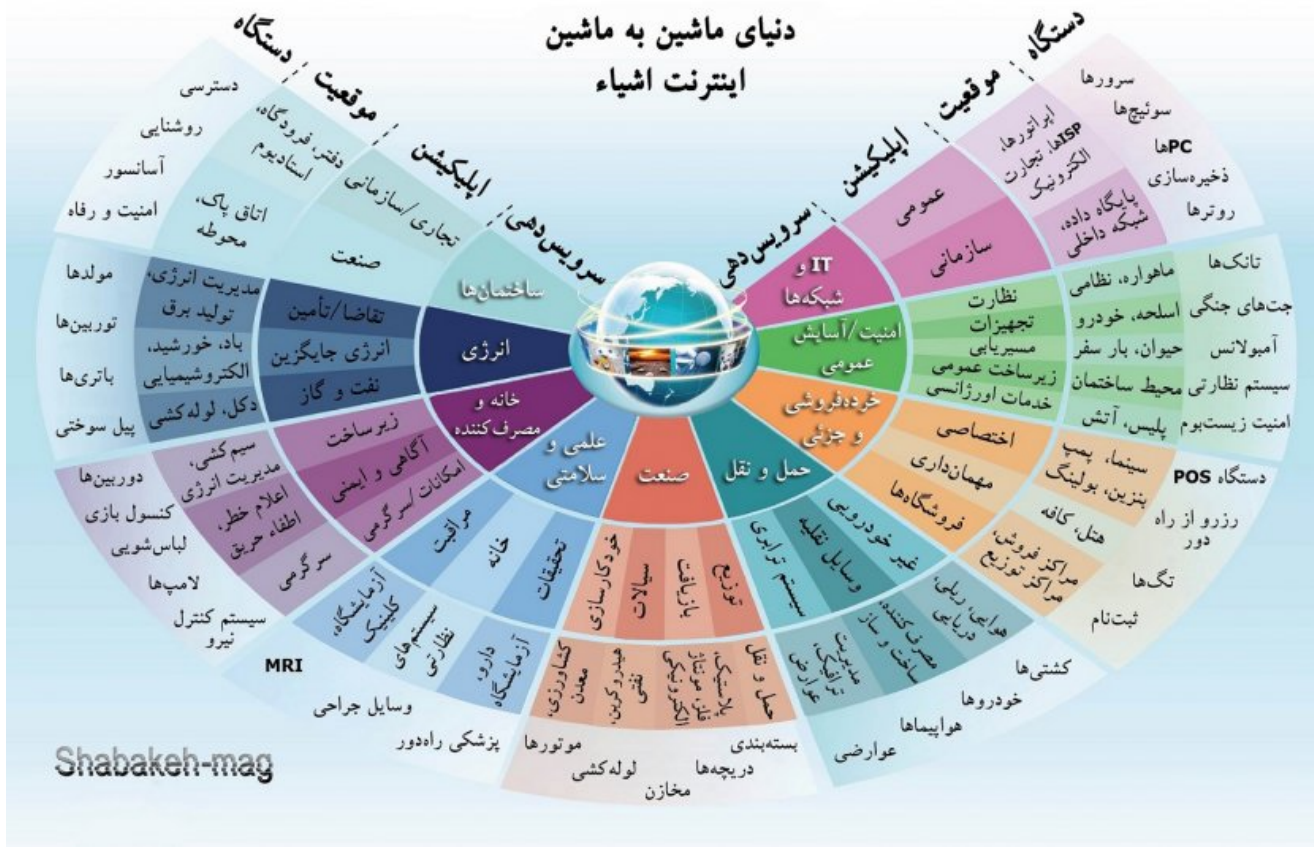 دنیای ماشین به ماشین
اینترنت اشیاء
دستگاه
موقعیت
اپلیکیشن
سرویس‌دهی
IT و
شبکه‌ها
عمومی
سازمانی
اپراتورها،
ISPها، تجارت
الکترونیک
پایگاه داده،
شبکه داخلی
سرورها
سوئیچ‌ها
PCها
ذخیره‌سازی
روترها
امنیت/آسایش
عمومی
نظارت
تجهیزات
مسیریابی
زیرساخت عمومی
خدمات اورژانسی
ماهواره، نظامی
اسلحه، خودرو
حیوان، بار سفر
محیط ساختمان
پلیس، آتش
تانک‌ها
جت‌های جنگی
آمبولانس
سیستم نظارتی
امنیت زیست‌بوم
خرده‌فروشی
و جزئی
اختصاصی
مهمان‌داری
فروشگاه‌ها
سینما، پمپ
بنزین، بولینگ
هتل، کافه
مراکز فروش،
مراکز توزیع
دستگاه POS
رزرو از راه
دور
تگ‌ها
ثبت‌نام
حمل و نقل
غیر خودرویی
وسایل نقلیه
سیستم ترابری
هوایی، ریلی،
دریایی
مصرف‌کننده،
ساخت و ساز
مدیریت
ترافیک،
عوارض
کشتی‌ها
خودروها
هواپیماها
عوارضی
صنعت
توزیع
بازیافت
سیالات
خودکارسازی
حمل و نقل
پلاستیک،
فلز، مونتاژ
الکترونیکی
هیدروکربن،
نفتی
کشاورزی،
معدن
بسته‌بندی
دریچه‌ها
مخازن
لوله‌کشی
موتورها
علمی و
سلامتی
تحقیقات
خانه
مراقبت
دارو،
آزمایشگاه
سیستم‌های
نظارتی
آزمایشگاه،
کلینیک
پزشکی راه‌دور
وسایل جراحی
MRI
خانه و
مصرف‌کننده
زیرساخت
آگاهی و ایمنی
امکانات/سرگرمی
سیم‌کشی،
مدیریت انرژی
اعلام خطر،
اطفاء حریق
سرگرمی
دوربین‌ها
کنسول بازی
لباس‌شویی
لامپ‌ها
سیستم کنترل
نیرو
انرژی
تقاضا/تأمین
انرژی جایگزین
نفت و گاز
مدیریت انرژی،
تولید برق
باد، خورشید،
الکتروشیمیایی
دکل، لوله‌کشی
مولدها
توربین‌ها
باتری‌ها
پیل سوختی
ساختمان‌ها
تجاری/سازمانی
صنعت
دفتر، فرودگاه،
استادیوم
اتاق پاک،
محوطه
دسترسی
روشنایی
آسانسور
امنیت و رفاه
سرویس‌دهی
اپلیکیشن
موقعیت
دستگاه
Shabakeh-mag